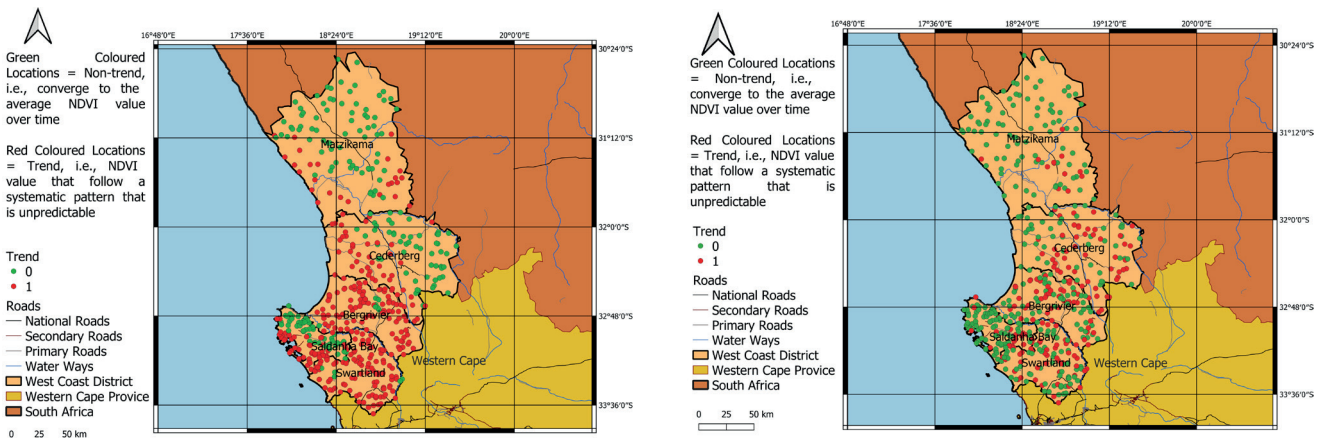 16°48'0"E 17°36'0"E 18°24'0"E 19°12'0"E 20°0'0"E
Green Coloured
Locations = Non-trend,
i.e., converge to the
average NDVI value
over time
Red Coloured Locations
= Trend, i.e., NDVI
value that follow a
systematic pattern that
is unpredictable
Trend
0
1
Roads
National Roads
Secondary Roads
Primary Roads
Water Ways
West Coast District
Western Cape Provice
South Africa
0 25 50 km
Matzikama
Cederberg
Bergrivier
Saldanha Bay
Swartland
Western Cape
30°24'0"S
31°12'0"S
32°0'0"S
32°48'0"S
33°36'0"S
16°48'0"E 17°36'0"E 18°24'0"E 19°12'0"E 20°0'0"E
Green Coloured Locations
= Non-trend, i.e.,
converge to the average
NDVI value over time
Red Coloured Locations
= Trend, i.e., NDVI value
that follow a systematic
pattern that is
unpredictable
Trend
0
1
Roads
National Roads
Secondary Roads
Primary Roads
Water Ways
West Coast District
Western Cape Provice
South Africa
0 25 50 km
Matzikama
Cederberg
Bergrivier
Saldanha Bay
Swartland
Western Cape
30°24'0"S
31°12'0"S
32°0'0"S
32°48'0"S
33°36'0"S